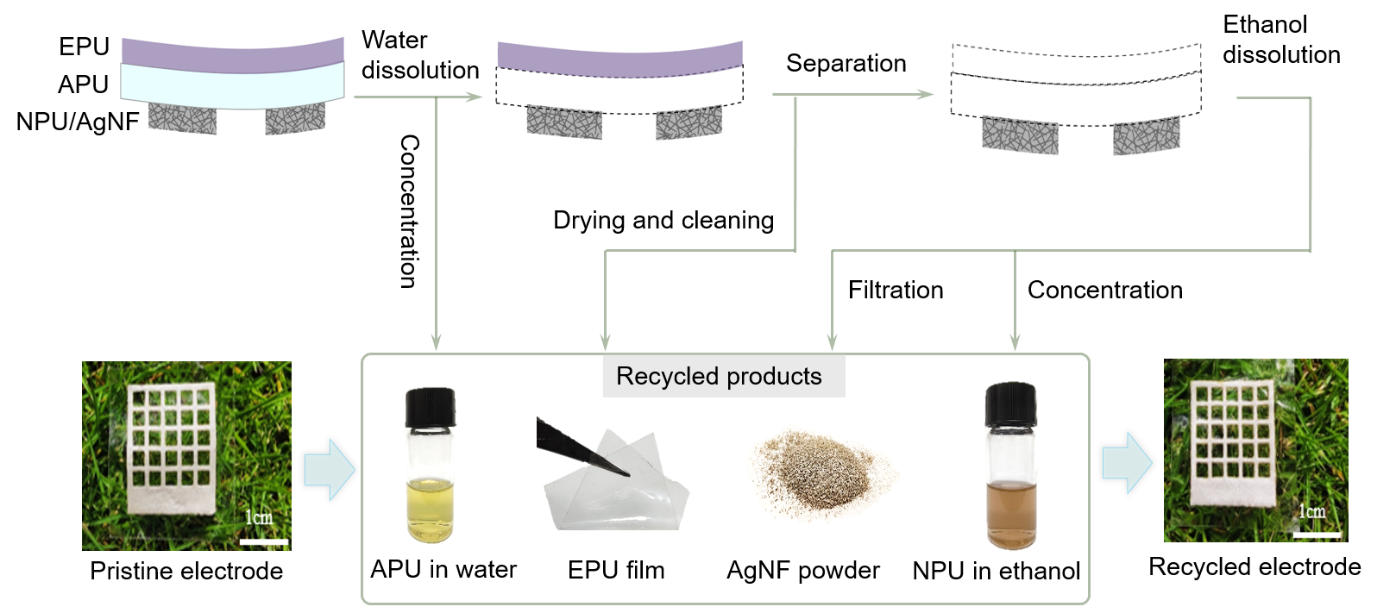 EPU
APU
NPU/AgNF
Water
dissolution
Separation
Ethanol
dissolution
Concentration
Drying and cleaning
Filtration
Concentration
Recycled products
1cm
Pristine electrode
APU in water
EPU film
AgNF powder
NPU in ethanol
1cm
Recycled electrode